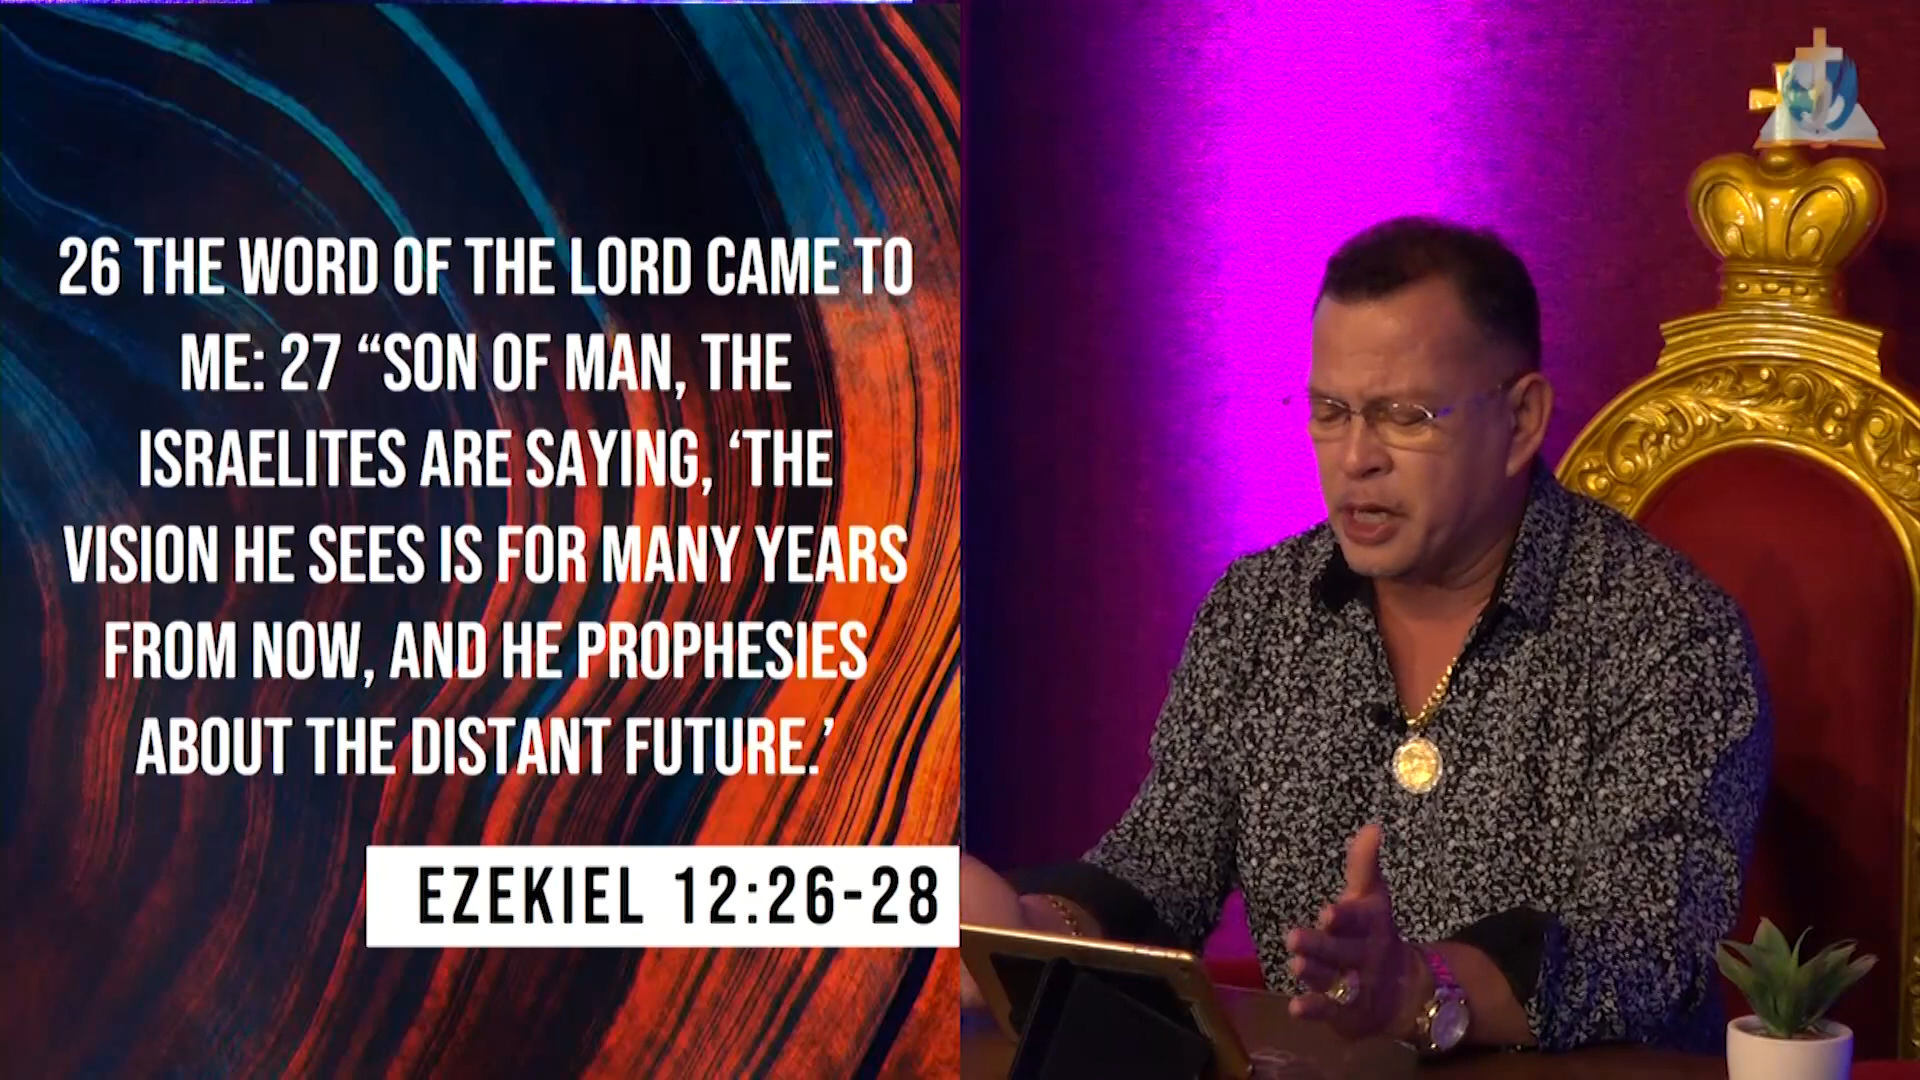 26 THE WORD OF THE LORD CAME TO
ME: 27 “SON OF MAN, THE
ISRAELITES ARE SAYING, ‘THE
VISION HE SEES IS FOR MANY YEARS
FROM NOW, AND HE PROPHESIES
ABOUT THE DISTANT FUTURE.’
EZEKIEL 12:26-28